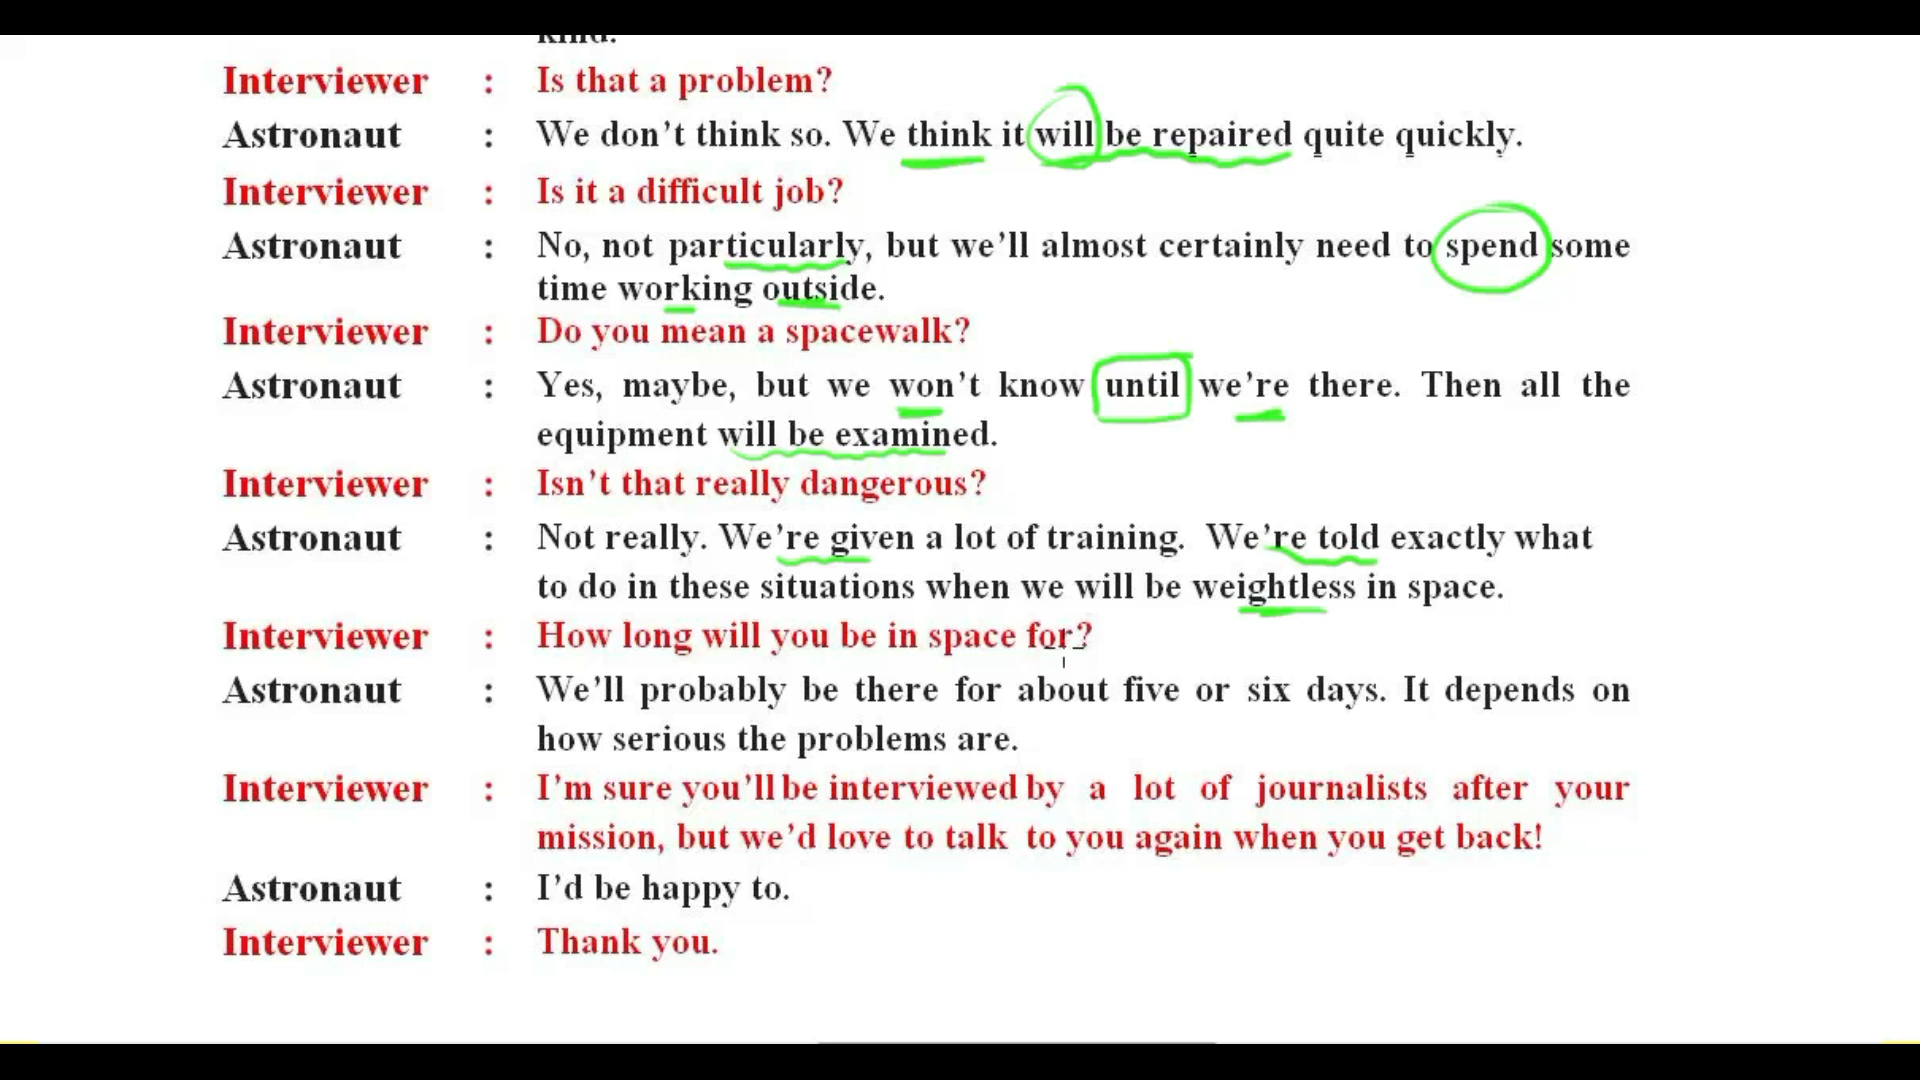 kind.
Interviewer : Is that a problem?
Astronaut : We don't think so. We think it will be repaired quite quickly.
Interviewer : Is it a difficult job?
Astronaut : No, not particularly, but we'll almost certainly need to spend some
time working outside.
Interviewer : Do you mean a spacewalk?
Astronaut : Yes, maybe, but we won't know until we're there. Then all the
equipment will be examined.
Interviewer : Isn't that really dangerous?
Astronaut : Not really. We're given a lot of training. We're told exactly what
to do in these situations when we will be weightless in space.
Interviewer : How long will you be in space for?
Astronaut : We'll probably be there for about five or six days. It depends on
how serious the problems are.
Interviewer : I'm sure you'll be interviewed by a lot of journalists after your
mission, but we'd love to talk to you again when you get back!
Astronaut : I'd be happy to.
Interviewer : Thank you.